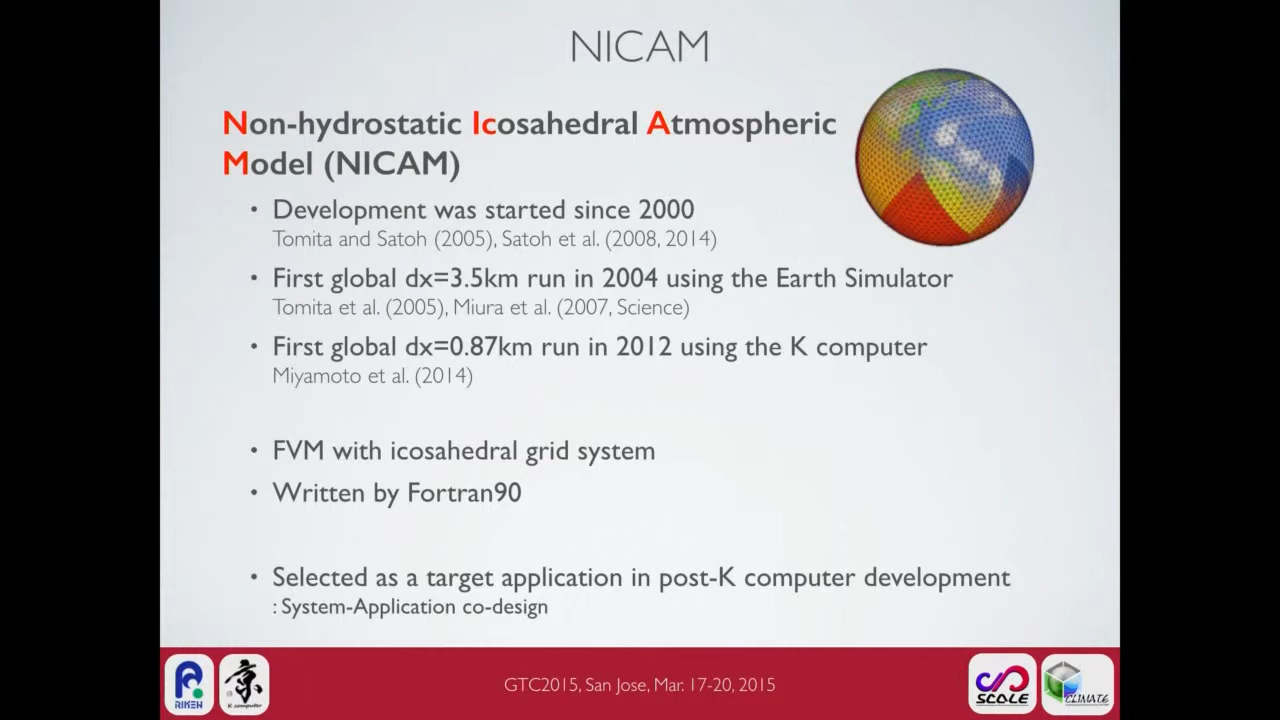 NICAM
Non-hydrostatic Icosahedral Atmospheric
Model (NICAM)
• Development was started since 2000
Tomita and Satoh (2005), Satoh et al. (2008, 2014)
• First global dx=3.5km run in 2004 using the Earth Simulator
Tomita et al. (2005), Miura et al. (2007, Science)
• First global dx=0.87km run in 2012 using the K computer
Miyamoto et al. (2014)
• FVM with icosahedral grid system
• Written by Fortran90
• Selected as a target application in post-K computer development
: System-Application co-design
RIKEN
京
K computer
GTC2015, San Jose, Mar. 17-20, 2015
SCALE
CLIMATE